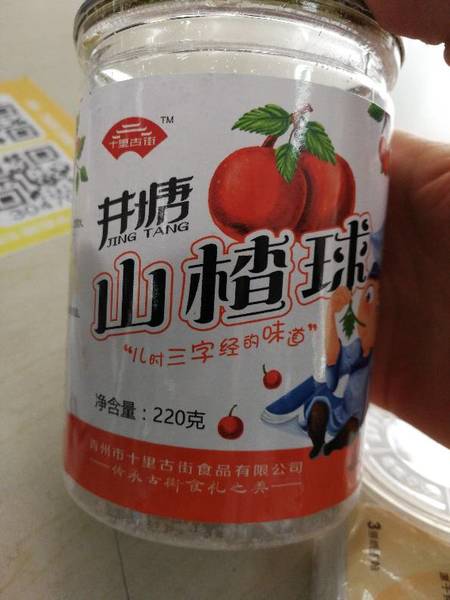 十里古街
TM
井塘
JING TANG
山楂球
“儿时三字经的味道”
净含量：220克
青州市十里古街食品有限公司
传承古街食礼之美